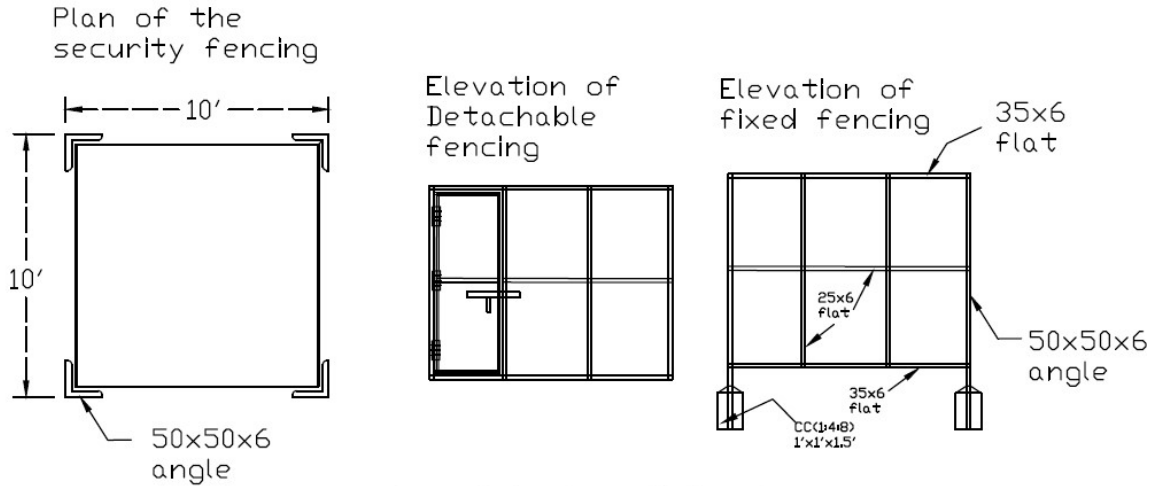 Plan of the
security fencing
10'
10'
50x50x6
angle
Elevation of
Detachable
fencing
Elevation of
fixed fencing
35x6
flat
25x6
flat
50x50x6
angle
35x6
flat
CC(1:4:8)
1'x1'x1.5'